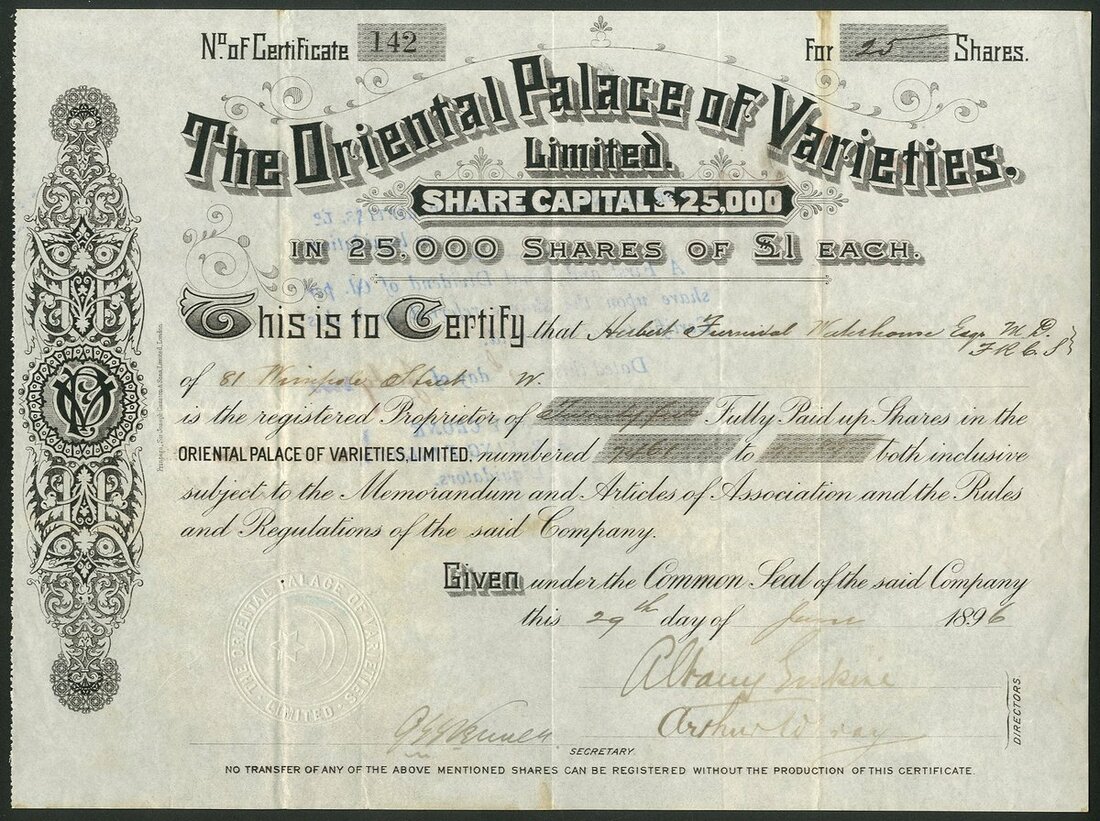 No. of Certificate 142 For 25 Shares.
The Oriental Palace of Varieties.
Limited.
SHARE CAPITAL £25,000
IN 25,000 SHARES OF £1 EACH.
This is to Certify that Herbert Furnival Waterhouse Esqr M D
F R C S
of 81 Wimpole Street W.
is the registered Proprietor of Twenty five Fully Paid up Shares in the
ORIENTAL PALACE OF VARIETIES, LIMITED, numbered 7461 to both inclusive
subject to the Memorandum and Articles of Association and the Rules
and Regulations of the said Company.
Given under the Common Seal of the said Company
this 29th day of June 1896
Albany Erskine
Arthur Wray
DIRECTORS
SECRETARY.
NO TRANSFER OF ANY OF THE ABOVE MENTIONED SHARES CAN BE REGISTERED WITHOUT THE PRODUCTION OF THIS CERTIFICATE.
THE ORIENTAL PALACE OF VARIETIES LIMITED